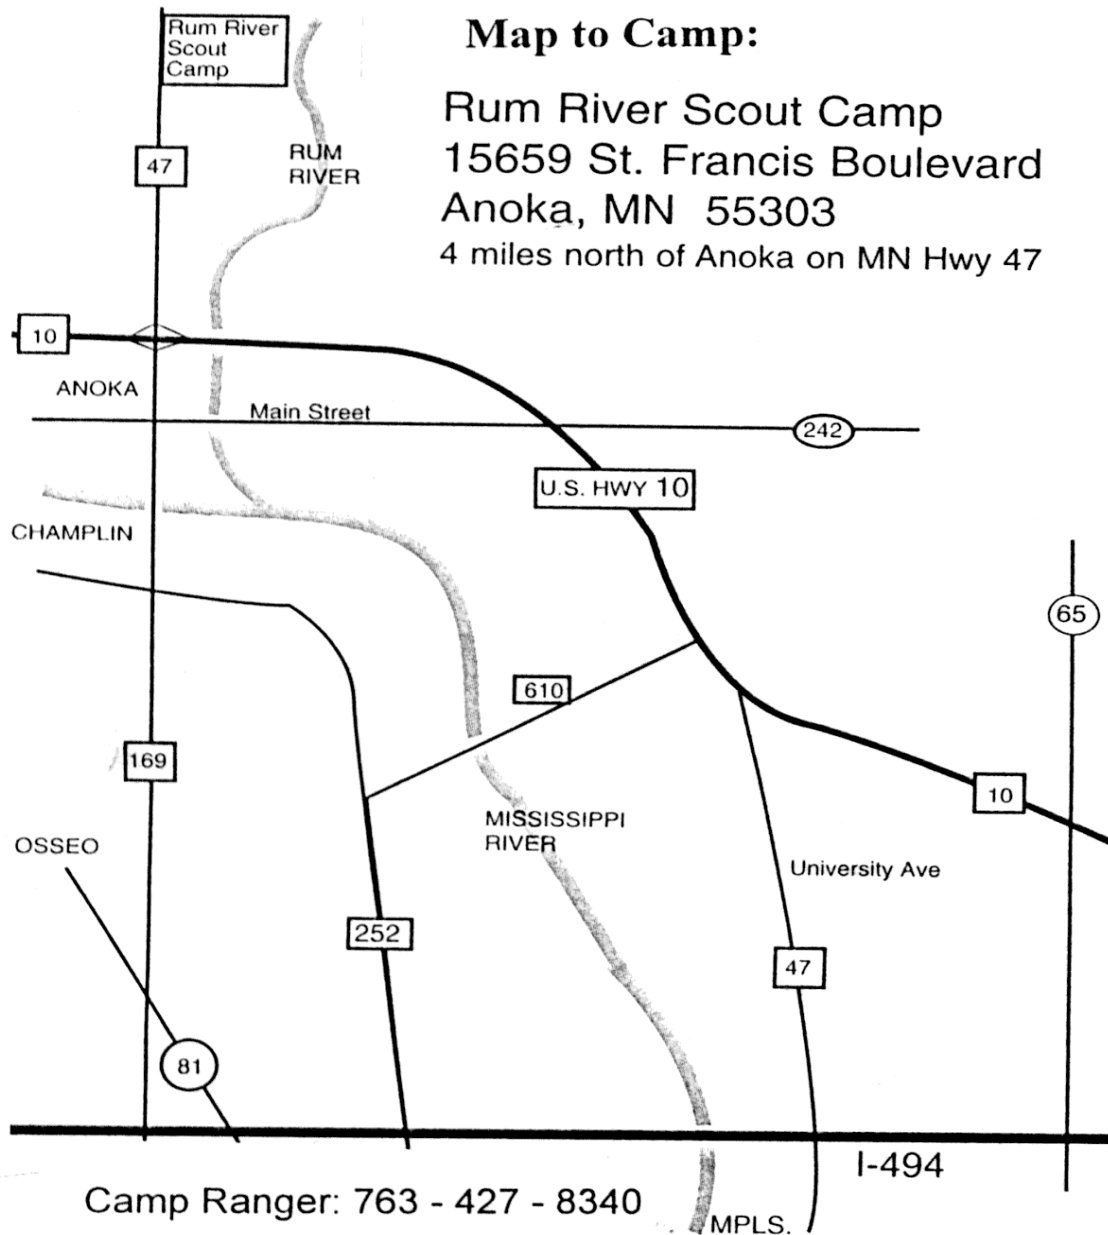 Rum River
Scout
Camp
Map to Camp:
Rum River Scout Camp
15659 St. Francis Boulevard
Anoka, MN 55303
4 miles north of Anoka on MN Hwy 47
47
RUM
RIVER
10
ANOKA
Main Street
242
U.S. HWY 10
CHAMPLIN
65
610
169
10
MISSISSIPPI
RIVER
OSSEO
University Ave
252
47
81
I-494
Camp Ranger: 763 - 427 - 8340
MPLS.